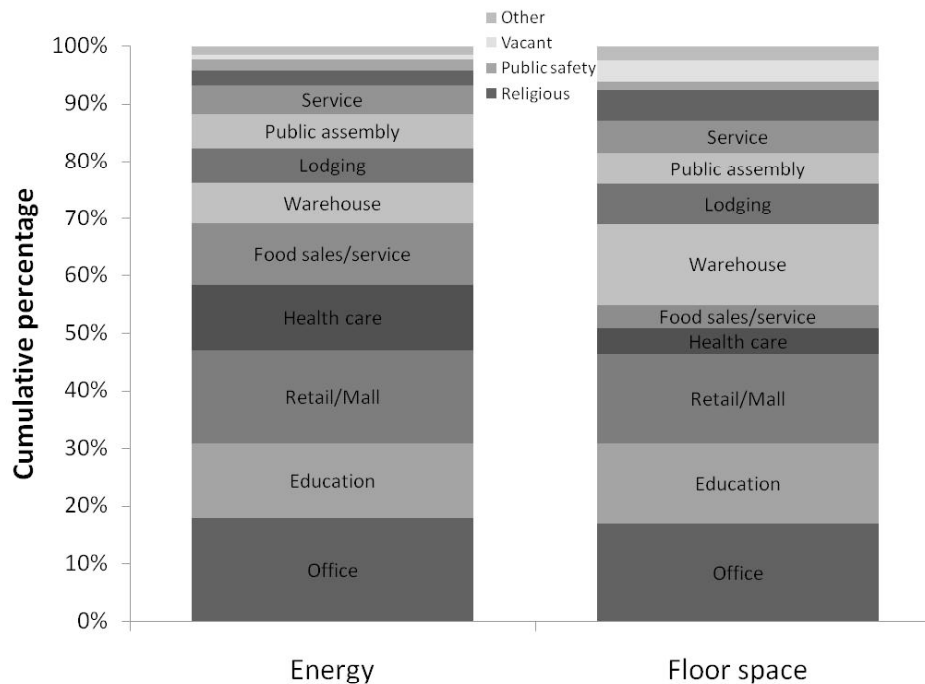 Other
Vacant
Public safety
Religious
Cumulative percentage
100%
90%
80%
70%
60%
50%
40%
30%
20%
10%
0%
Service
Public assembly
Lodging
Warehouse
Food sales/service
Health care
Retail/Mall
Education
Office
Service
Public assembly
Lodging
Warehouse
Food sales/service
Health care
Retail/Mall
Education
Office
Energy
Floor space